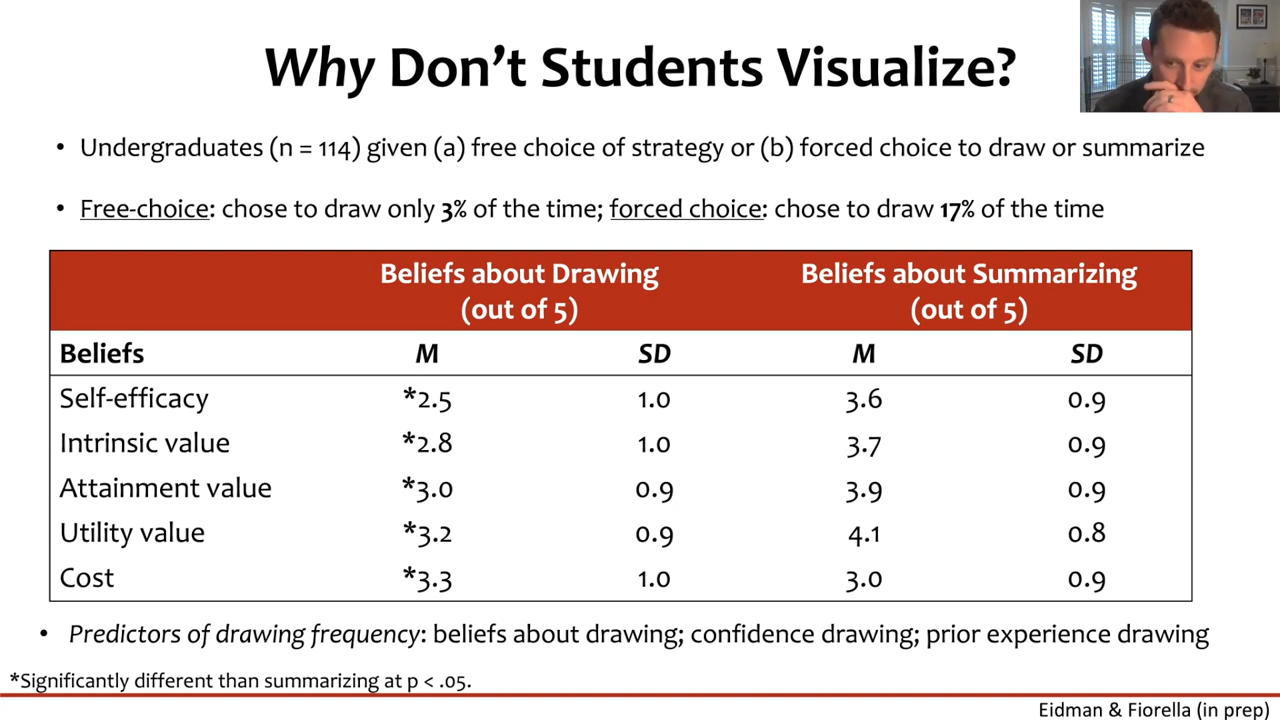 Why Don't Students Visualize?
• Undergraduates (n = 114) given (a) free choice of strategy or (b) forced choice to draw or summarize
• Free-choice: chose to draw only 3% of the time; forced choice: chose to draw 17% of the time
Beliefs about Drawing (out of 5) Beliefs about Summarizing (out of 5)
Beliefs M SD M SD
Self-efficacy *2.5 1.0 3.6 0.9
Intrinsic value *2.8 1.0 3.7 0.9
Attainment value *3.0 0.9 3.9 0.9
Utility value *3.2 0.9 4.1 0.8
Cost *3.3 1.0 3.0 0.9
• Predictors of drawing frequency: beliefs about drawing; confidence drawing; prior experience drawing
*Significantly different than summarizing at p < .05.
Eidman & Fiorella (in prep)